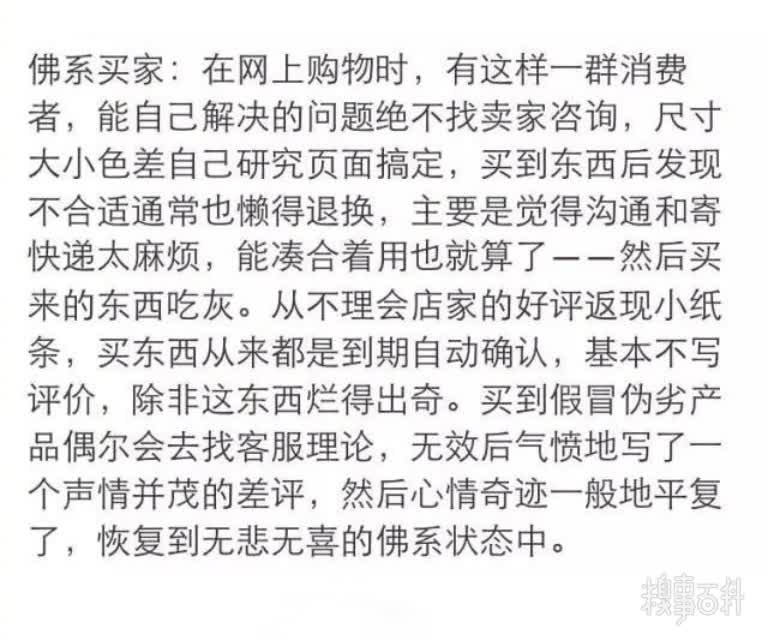 佛系买家：在网上购物时，有这样一群消费
者，能自己解决的问题绝不找卖家咨询，尺寸
大小色差自己研究页面搞定，买到东西后发现
不合适通常也懒得退换，主要是觉得沟通和寄
快递太麻烦，能凑合着用也就算了——然后买
来的东西吃灰。从不理会店家的好评返现小纸
条，买东西从来都是到期自动确认，基本不写
评价，除非这东西烂得出奇。买到假冒伪劣产
品偶尔会去找客服理论，无效后气愤地写了一
个声情并茂的差评，然后心情奇迹一般地平复
了，恢复到无悲无喜的佛系状态中。
糗事百科